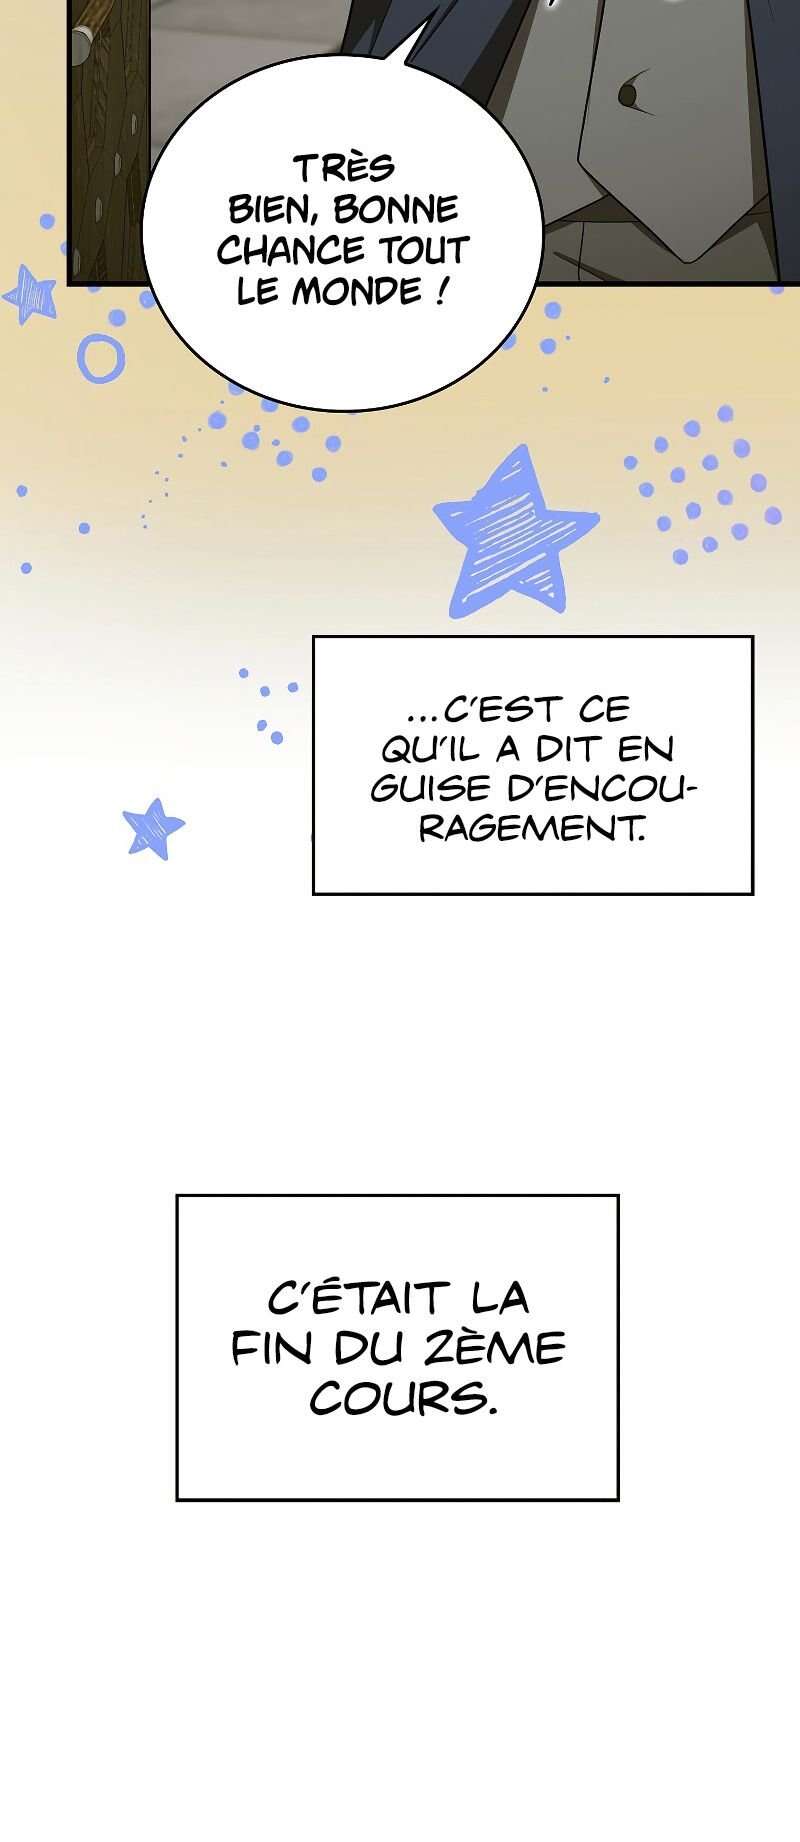 TRÈS
BIEN, BONNE
CHANCE TOUT
LE MONDE !
...C'EST CE
QU'IL A DIT EN
GUISE D'ENCOU-
RAGEMENT.
C'ÉTAIT LA
FIN DU 2ÈME
COURS.